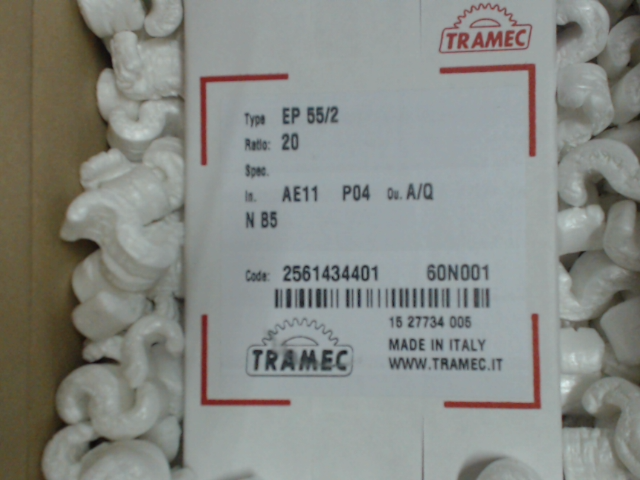 TRAMEC
Type EP 55/2
Ratio: 20
Spec.
In. AE11 P04 Ou. A/Q
N B5
Code: 2561434401 60N001
15 27734 005
TRAMEC
MADE IN ITALY
WWW.TRAMEC.IT